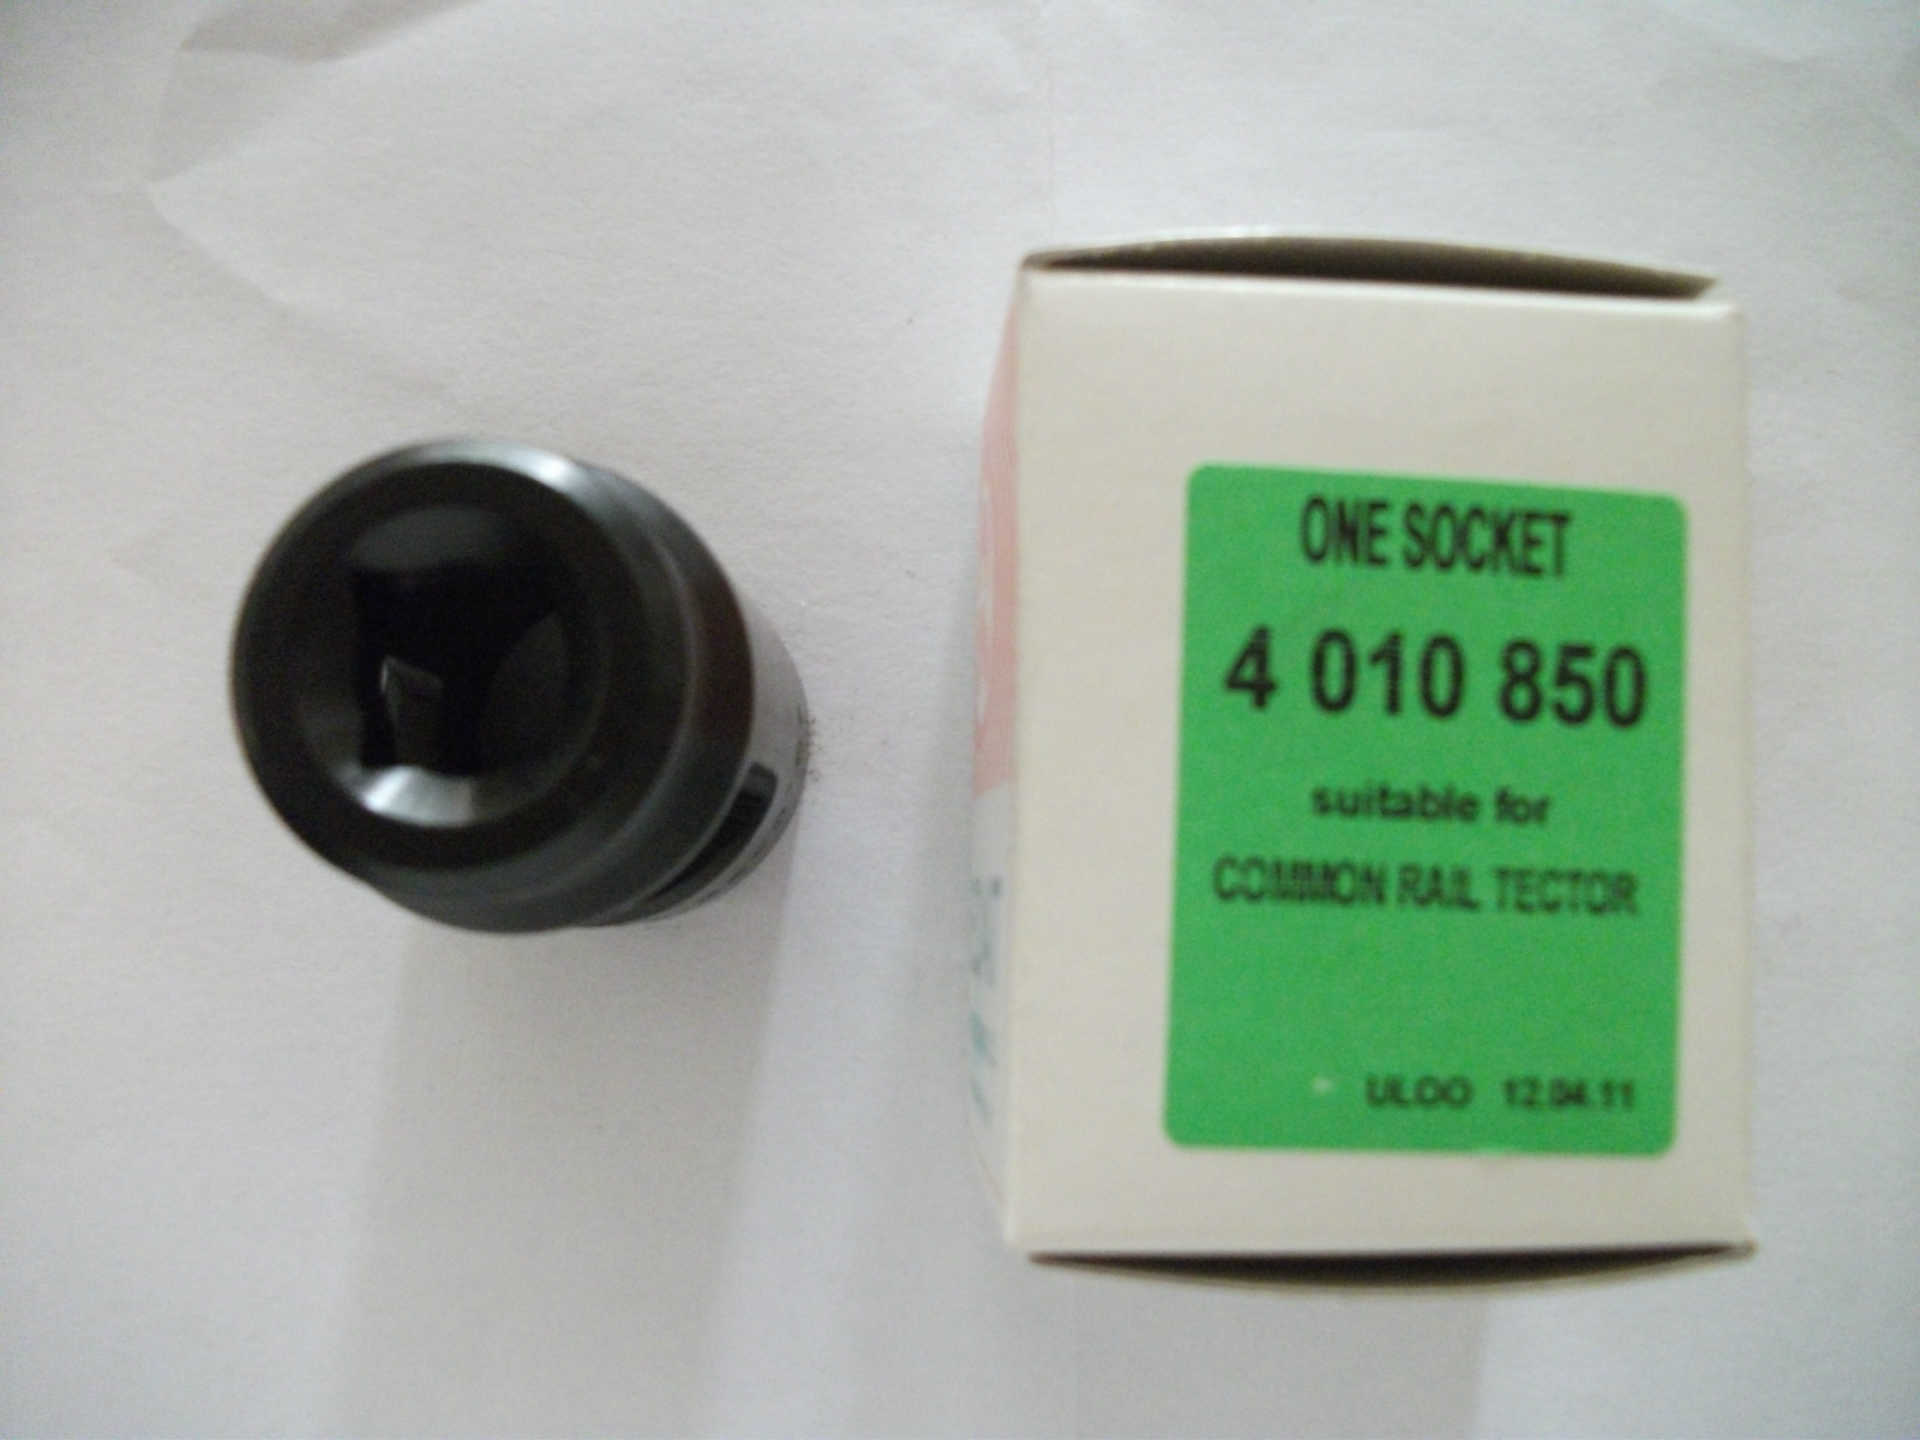 ONE SOCKET
4 010 850
suitable for
COMMON RAIL TECTOR
ULOO 12.04.11